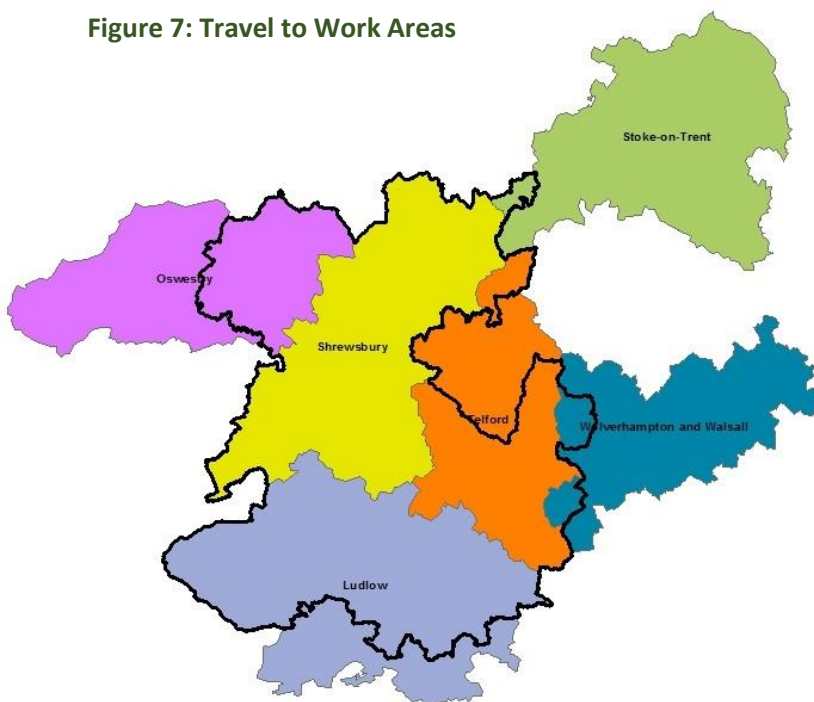 Figure 7: Travel to Work Areas
Stoke-on-Trent
Oswestry
Shrewsbury
Telford
Wolverhampton and Walsall
Ludlow